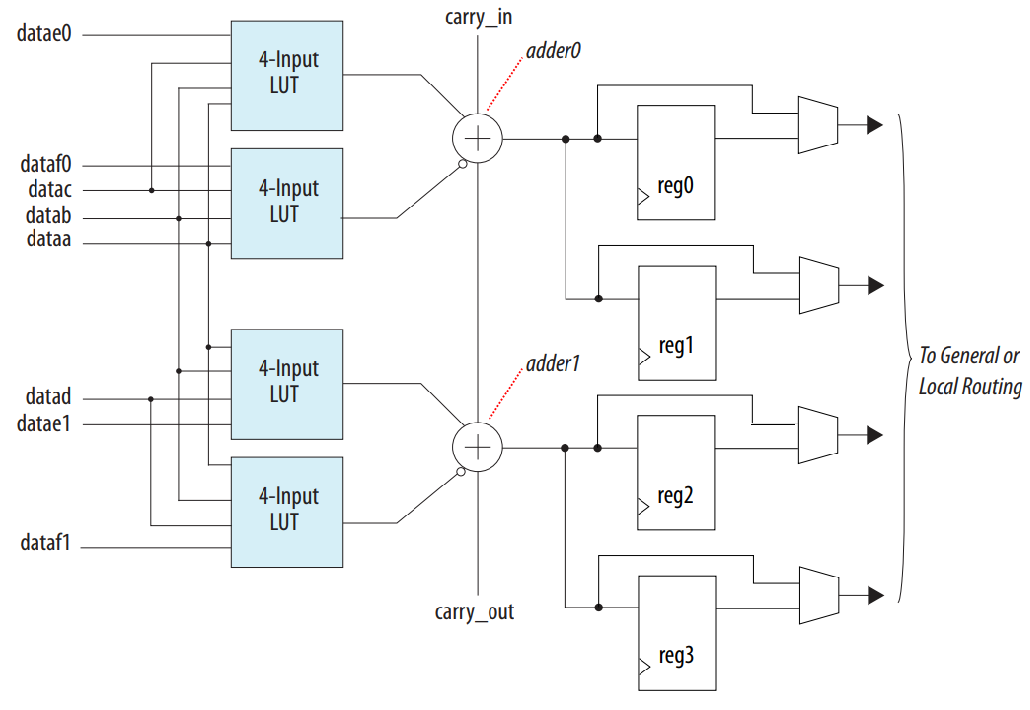 carry_in
datae0
4-Input
LUT
adder0
dataf0
datac
datab
dataa
4-Input
LUT
reg0
reg1
To General or
Local Routing
4-Input
LUT
adder1
datad
datae1
4-Input
LUT
reg2
dataf1
carry_out
reg3